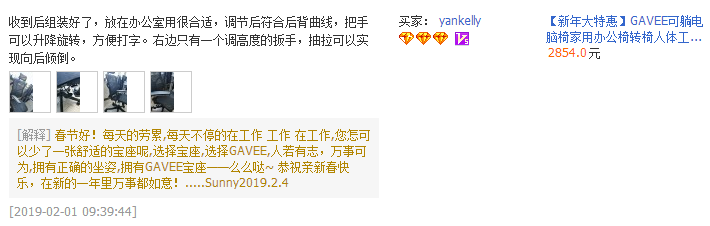 收到后组装好了，放在办公室用很合适，调节后符合后背曲线，把手
可以升降旋转，方便打字。右边只有一个调高度的扳手，抽拉可以实
现向后倾倒。
[解释] 春节好！每天的劳累,每天不停的在工作 工作 在工作,您怎可
以少了一张舒适的宝座呢,选择宝座,选择GAVEE,人若有志，万事可
为,拥有正确的坐姿,拥有GAVEE宝座——么么哒~ 恭祝亲新春快
乐，在新的一年里万事都如意！.....Sunny2019.2.4
[2019-02-01 09:39:44]
买家： yankelly
【新年大特惠】GAVEE可躺电
脑椅家用办公椅转椅人体工...
2854.0元